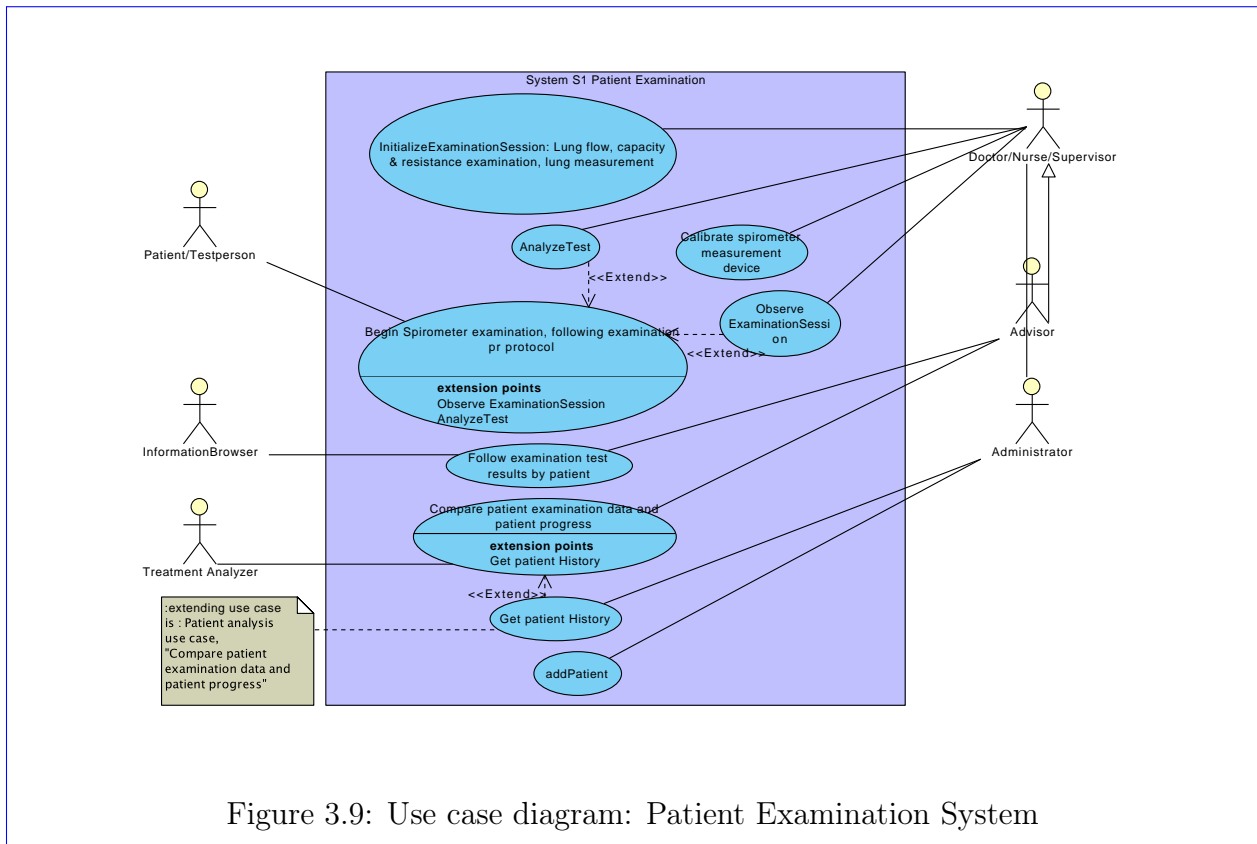 System S1 Patient Examination
InitializeExaminationSession: Lung flow, capacity
& resistance examination, lung measurement
Doctor/Nurse/Supervisor
Patient/Testperson
AnalyzeTest
Calibrate spirometer
measurement
device
<<Extend>>
Observe
ExaminationSessi
on
Advisor
Begin Spirometer examination, following examination
pr protocol
<<Extend>>
extension points
Observe ExaminationSession
AnalyzeTest
InformationBrowser
Follow examination test
results by patient
Administrator
Compare patient examination data and
patient progress
extension points
Get patient History
Treatment Analyzer
<<Extend>>
Get patient History
:extending use case
is : Patient analysis
use case,
"Compare patient
examination data and
patient progress"
addPatient
Figure 3.9: Use case diagram: Patient Examination System